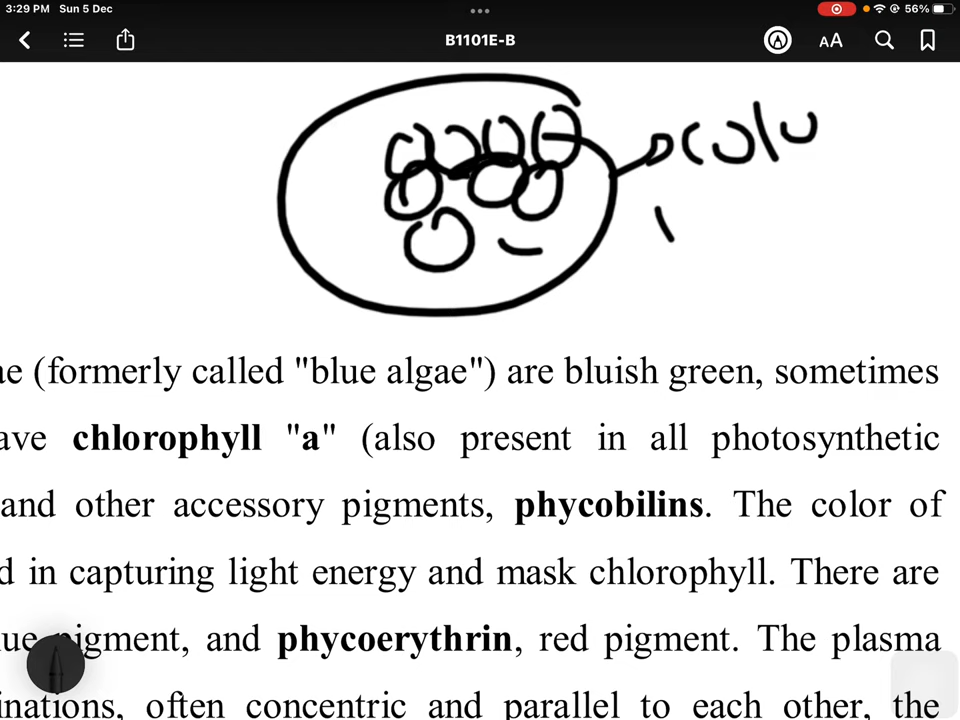 3:29 PM Sun 5 Dec
56%
B1101E-B
AA
ae (formerly called "blue algae") are bluish green, sometimes
ave chlorophyll "a" (also present in all photosynthetic
and other accessory pigments, phycobilins. The color of
d in capturing light energy and mask chlorophyll. There are
ue pigment, and phycoerythrin, red pigment. The plasma
inations, often concentric and parallel to each other, the